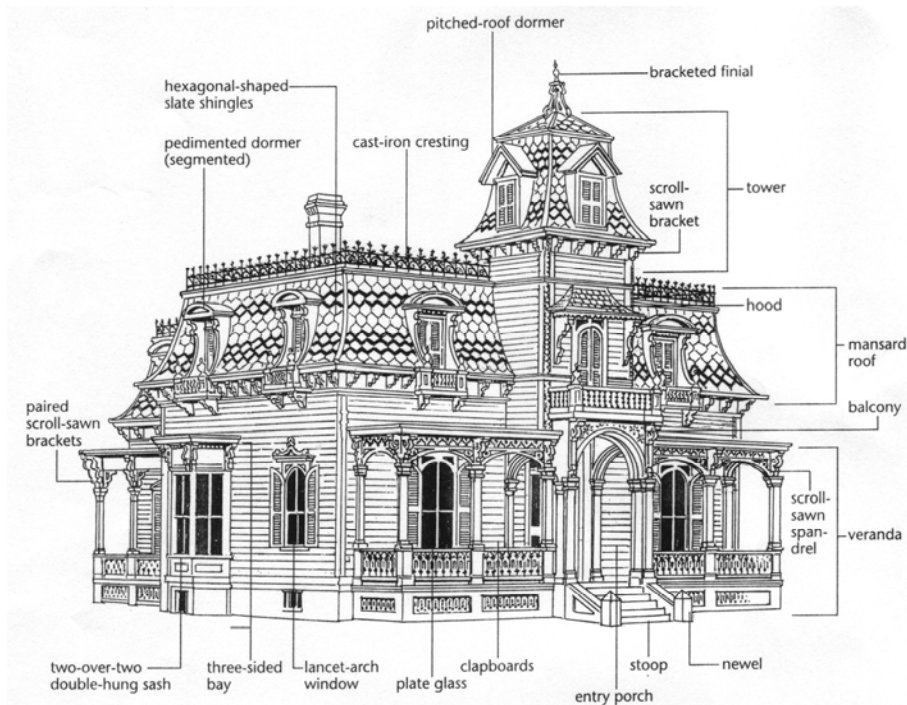 pitched-roof dormer
bracketed finial
hexagonal-shaped
slate shingles
pedimented dormer
(segmented)
cast-iron cresting
scroll-
sawn
bracket
tower
hood
mansard
roof
balcony
paired
scroll-sawn
brackets
scroll-
sawn
span-
drel
veranda
two-over-two
double-hung sash
three-sided
bay
lancet-arch
window
plate glass
clapboards
entry porch
stoop
newel